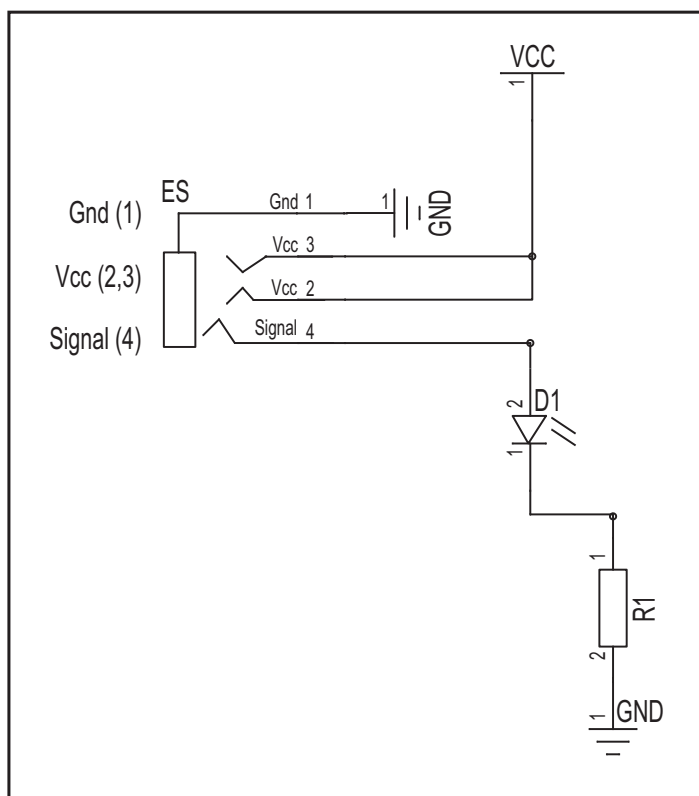 VCC
1
ES
Gnd (1)
Gnd 1
1
GND
Vcc 3
Vcc (2,3)
Vcc 2
Signal 4
Signal (4)
2
D1
1
1
R1
2
1
GND